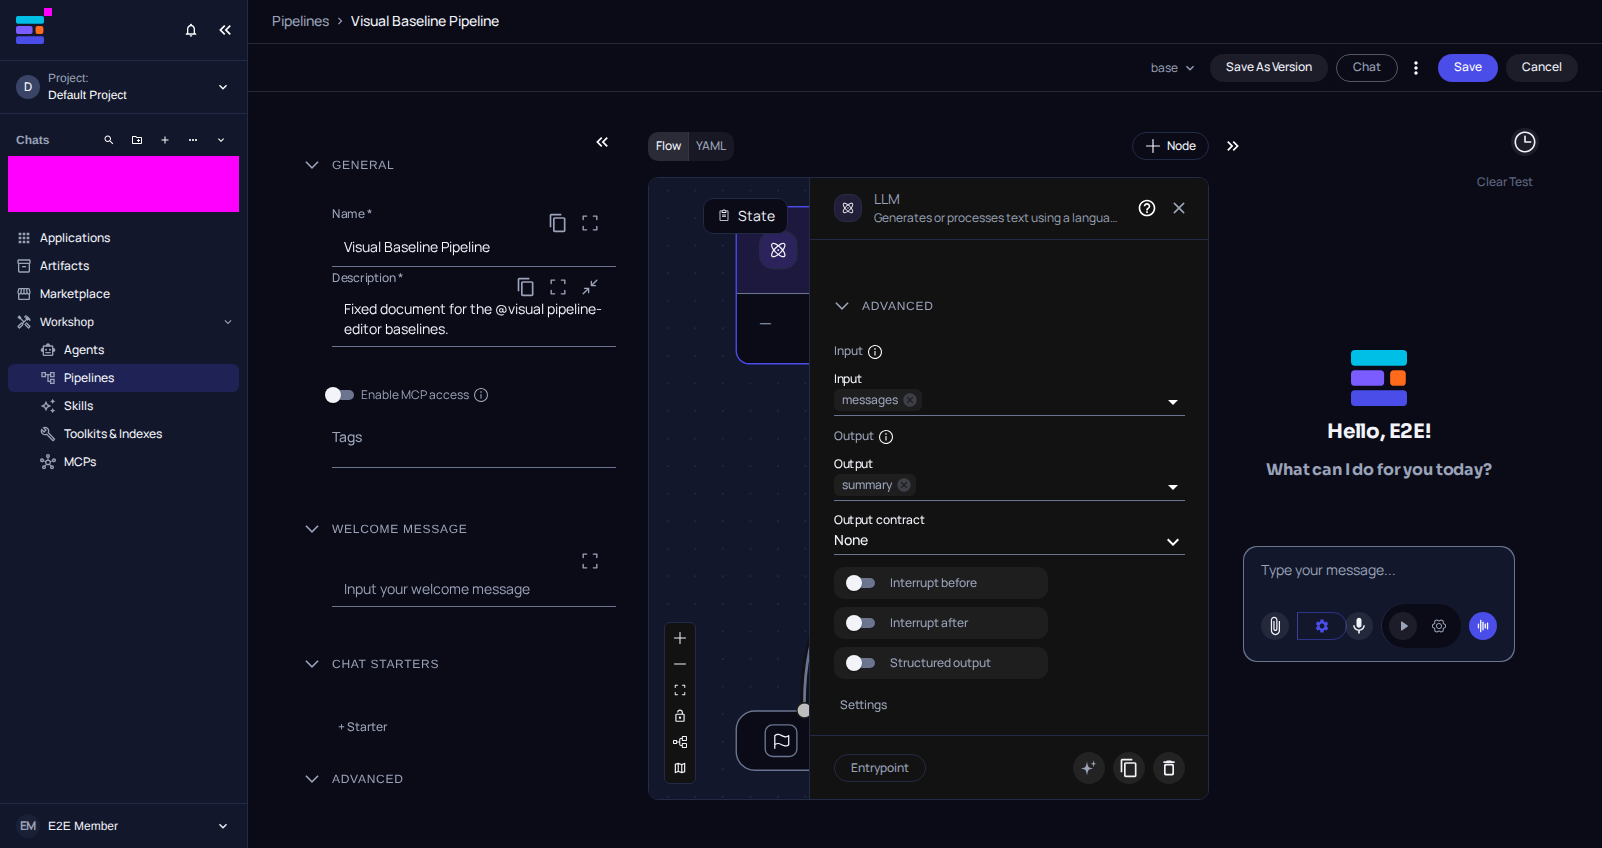 Pipelines › Visual Baseline Pipeline
base
Save As Version
Chat
Save
Cancel
D
Project:
Default Project
Chats
Applications
Artifacts
Marketplace
Workshop
Agents
Pipelines
Skills
Toolkits & Indexes
MCPs
EM
E2E Member
GENERAL
Name *
Visual Baseline Pipeline
Description *
Fixed document for the @visual pipeline-
editor baselines.
Enable MCP access
Tags
WELCOME MESSAGE
Input your welcome message
CHAT STARTERS
+ Starter
ADVANCED
Flow
YAML
Node
State
LLM
Generates or processes text using a langua...
ADVANCED
Input
Input
messages
Output
Output
summary
Output contract
None
Interrupt before
Interrupt after
Structured output
Settings
Entrypoint
Clear Test
Hello, E2E!
What can I do for you today?
Type your message...